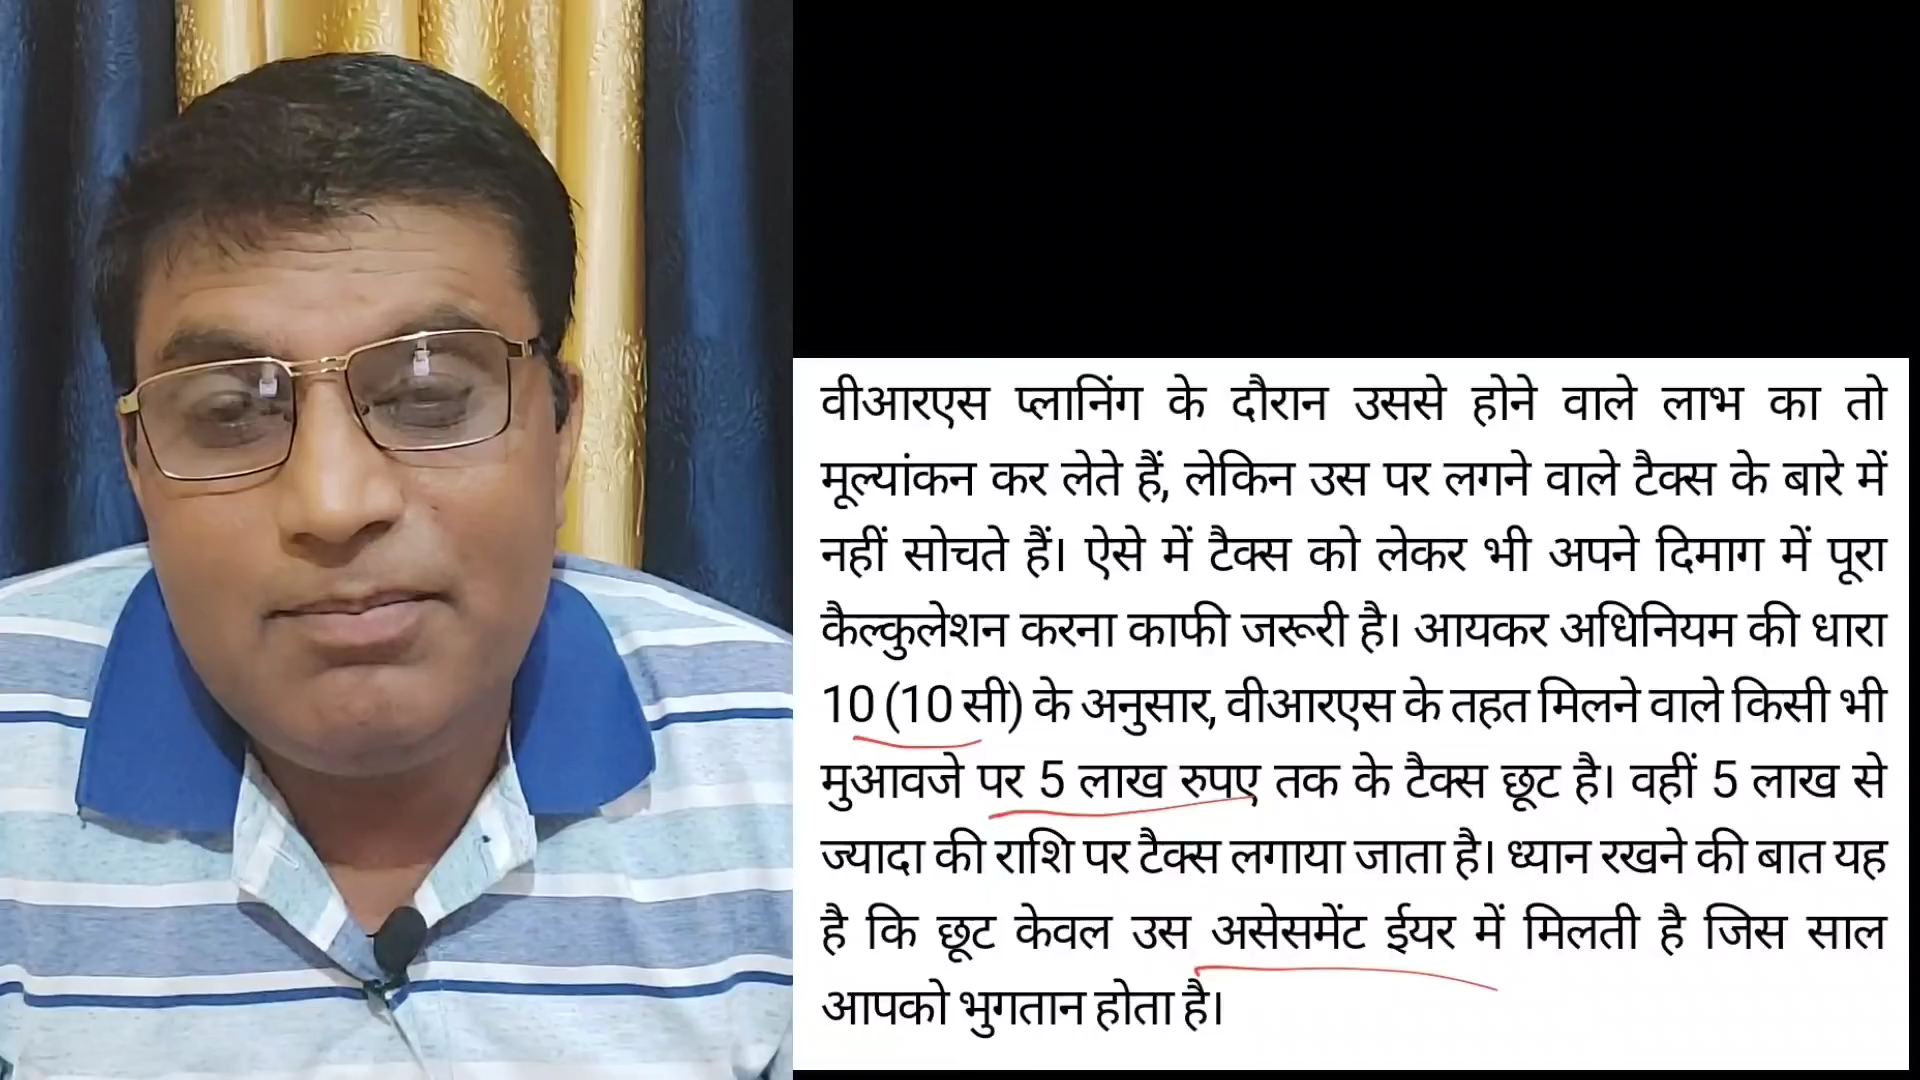 वीआरएस प्लानिंग के दौरान उससे होने वाले लाभ का तो
मूल्यांकन कर लेते हैं, लेकिन उस पर लगने वाले टैक्स के बारे में
नहीं सोचते हैं। ऐसे में टैक्स को लेकर भी अपने दिमाग में पूरा
कैल्कुलेशन करना काफी जरूरी है। आयकर अधिनियम की धारा
10 (10 सी) के अनुसार, वीआरएस के तहत मिलने वाले किसी भी
मुआवजे पर 5 लाख रुपए तक के टैक्स छूट है। वहीं 5 लाख से
ज्यादा की राशि पर टैक्स लगाया जाता है। ध्यान रखने की बात यह
है कि छूट केवल उस असेसमेंट ईयर में मिलती है जिस साल
आपको भुगतान होता है।